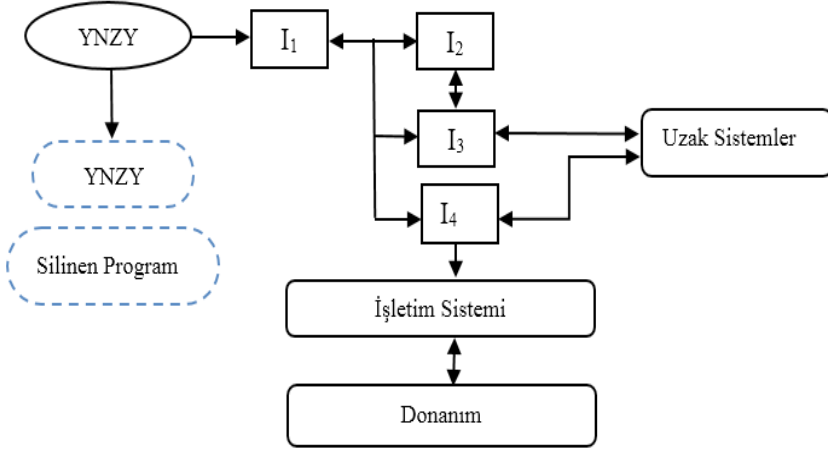 YNZY
I₁
I₂
I₃
Uzak Sistemler
YNZY
I₄
Silinen Program
İşletim Sistemi
Donanım